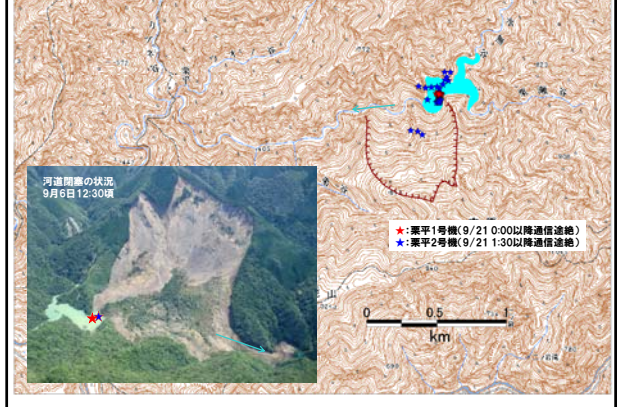 河道閉塞の状況
9月6日12:30頃
★:栗平1号機(9/21 0:00以降通信途絶)
★:栗平2号機(9/21 1:30以降通信途絶)
0 0.5 1
km